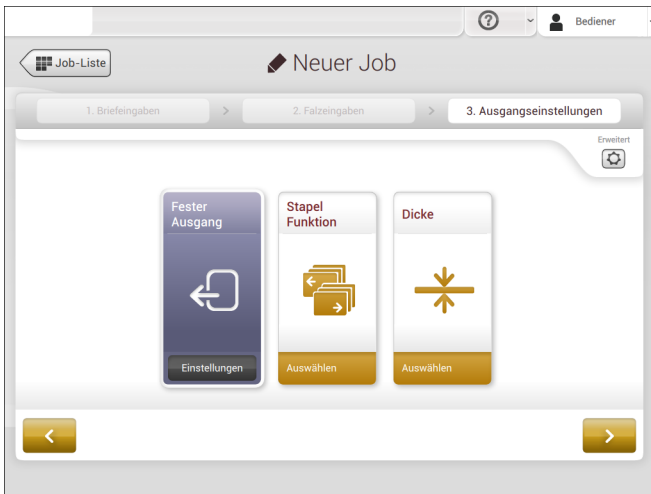 Bediener
Job-Liste
Neuer Job
1. Briefeingaben > 2. Falzeingaben > 3. Ausgangseinstellungen
Erweitert
Fester
Ausgang
Einstellungen
Stapel
Funktion
Auswählen
Dicke
Auswählen